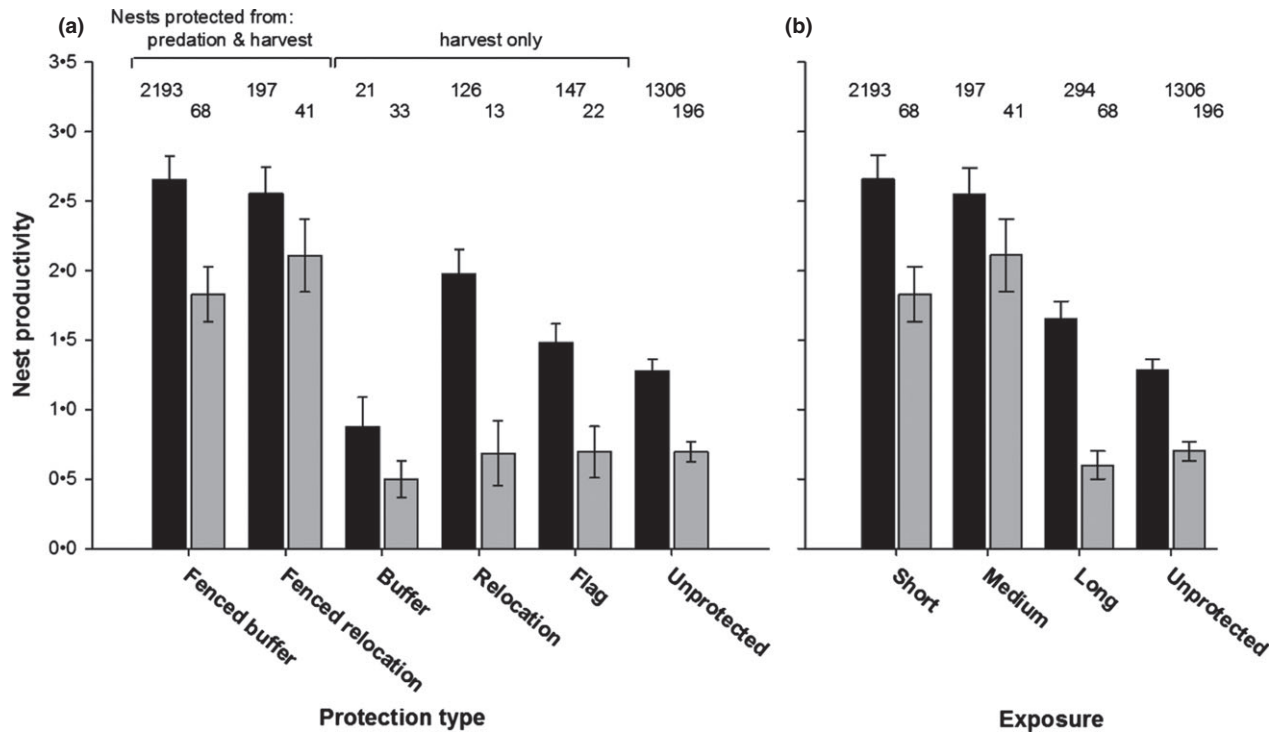 (a)
Nests protected from:
predation & harvest
harvest only
(b)
3·5
3·0
2·5
2·0
1·5
1·0
0·5
0·0
Nest productivity
2193 197 21 126 147 1306
68 41 33 13 22 196
2193 197 294 1306
68 41 68 196
Fenced buffer
Fenced relocation
Buffer
Relocation
Flag
Unprotected
Short
Medium
Long
Unprotected
Protection type
Exposure